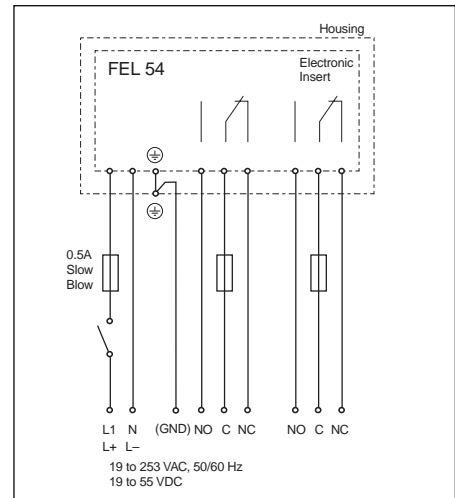 Housing
FEL 54
Electronic
Insert
0.5A
Slow
Blow
L1 N (GND) NO C NC NO C NC
L+ L–
19 to 253 VAC, 50/60 Hz
19 to 55 VDC